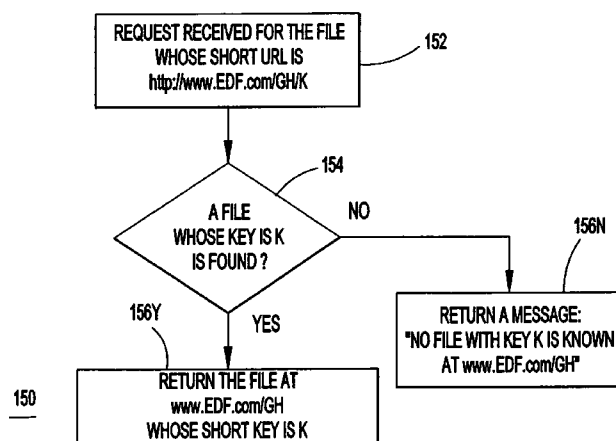 REQUEST RECEIVED FOR THE FILE
WHOSE SHORT URL IS
http://www.EDF.com/GH/K
152
154
A FILE
WHOSE KEY IS K
IS FOUND ?
NO
YES
156N
RETURN A MESSAGE:
"NO FILE WITH KEY K IS KNOWN
AT www.EDF.com/GH"
156Y
RETURN THE FILE AT
www.EDF.com/GH
WHOSE SHORT KEY IS K
150